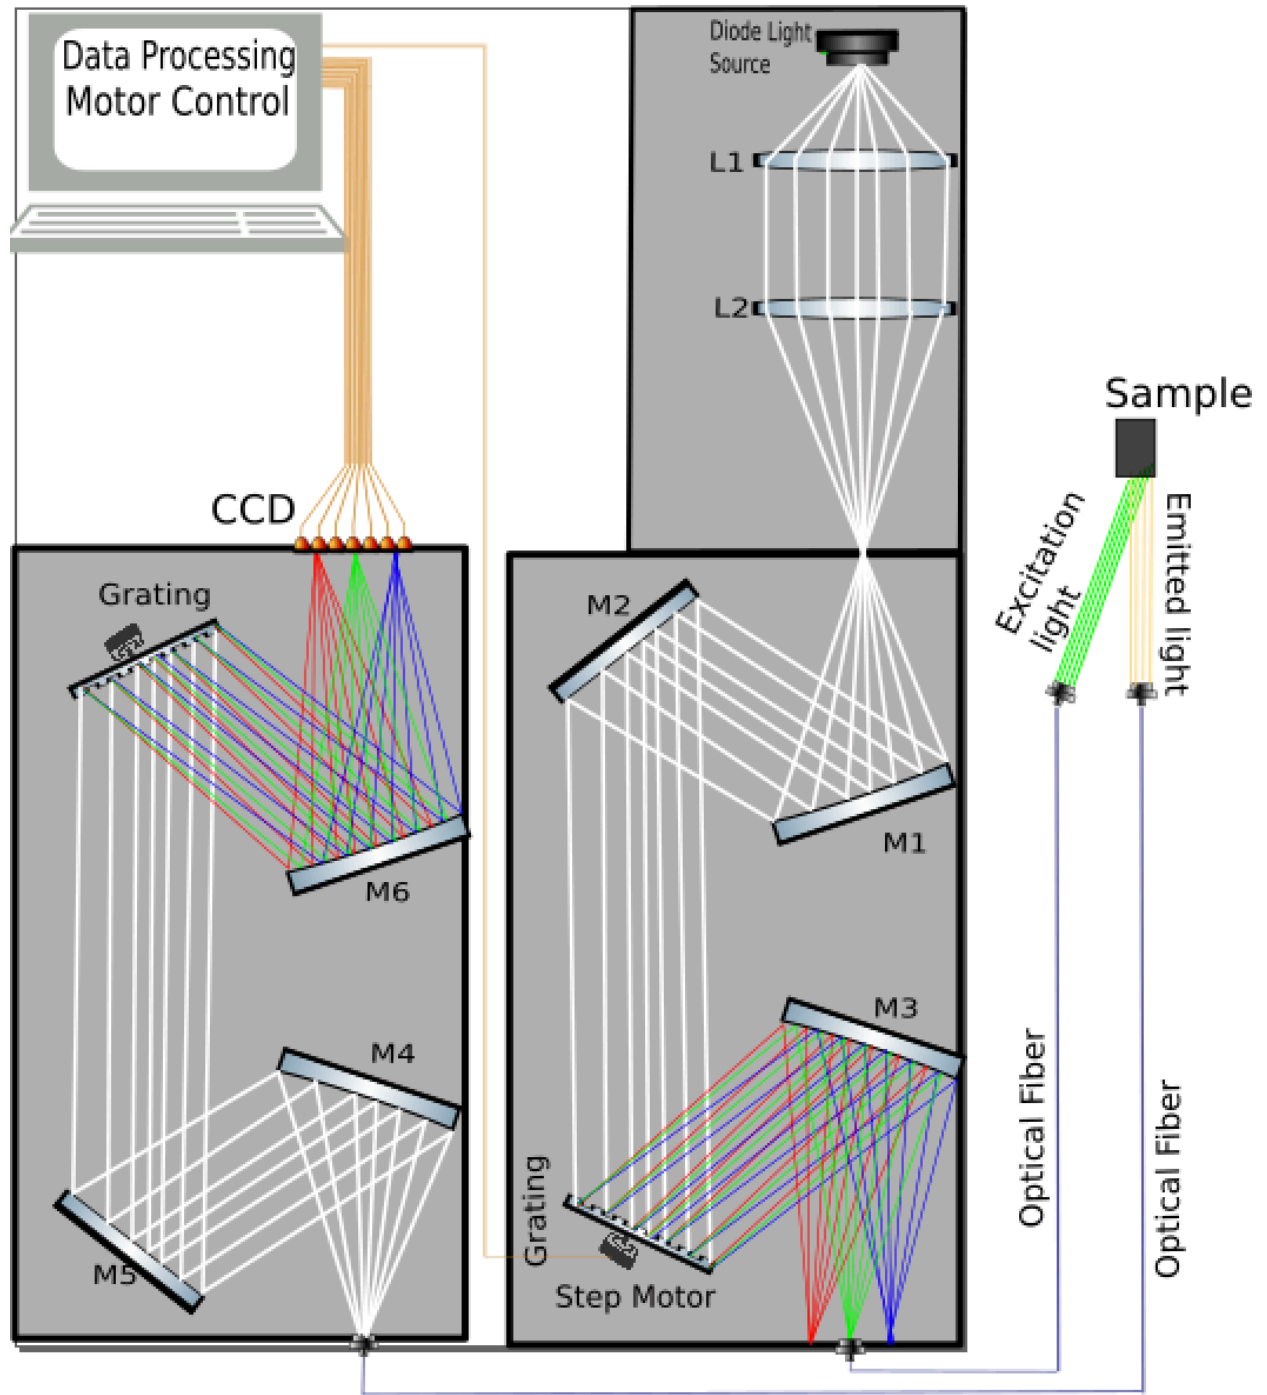 Data Processing
Motor Control
Diode Light
Source
L1
L2
Sample
CCD
Excitation
light
Emitted light
Grating
M2
M1
M6
M3
M4
Optical Fiber
Optical Fiber
Grating
M5
Step Motor